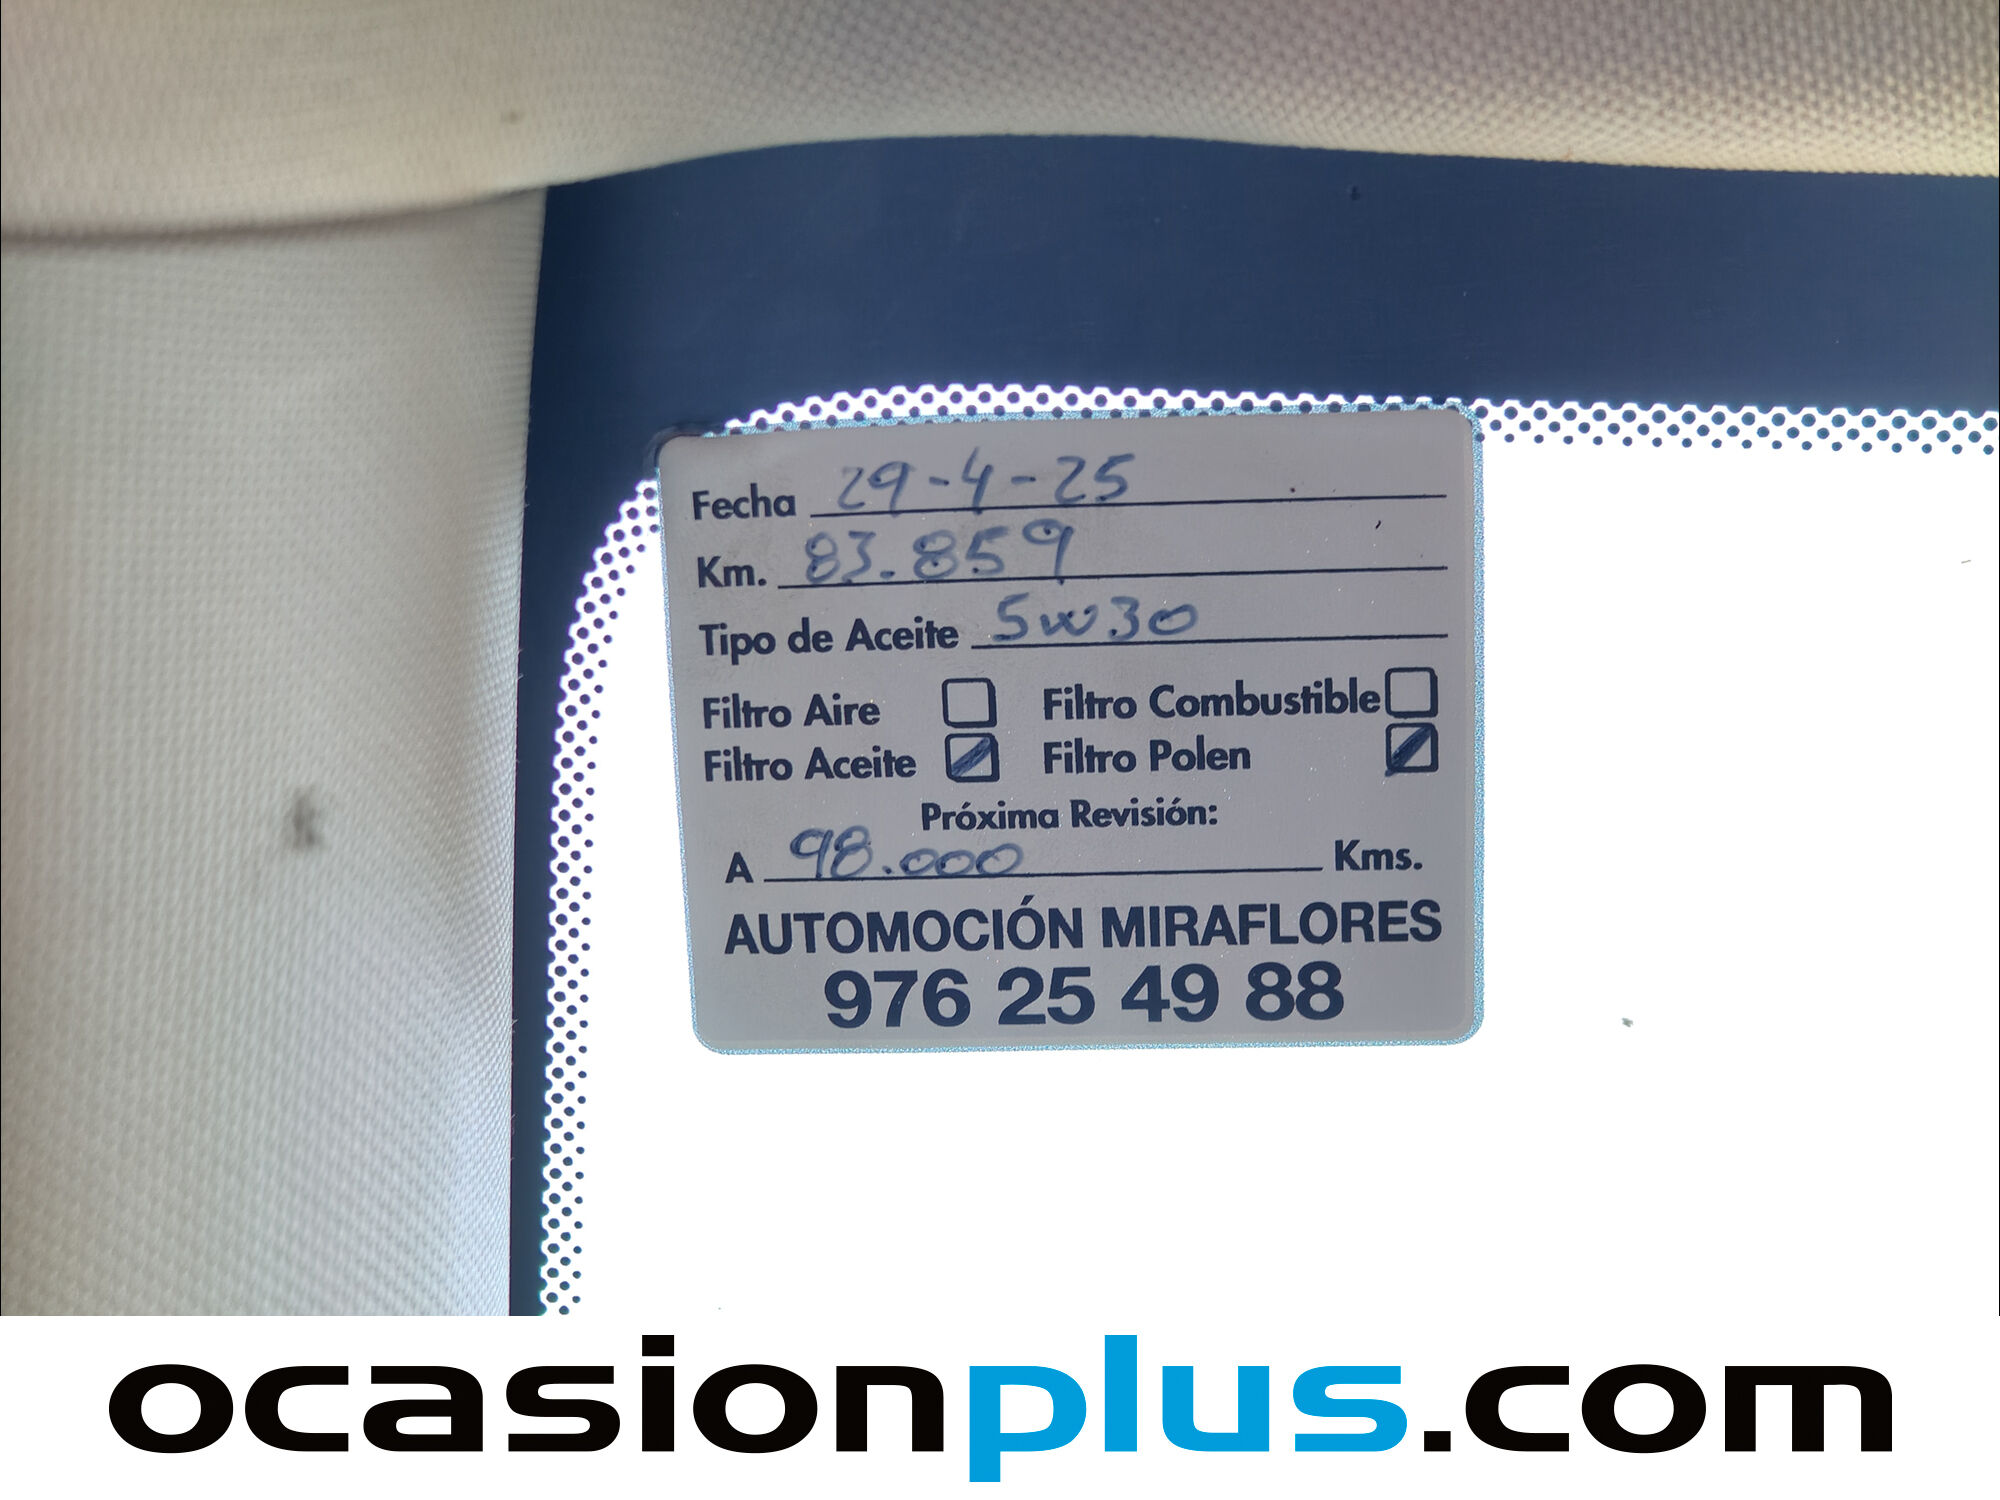 Fecha 29-4-25
Km. 83.859
Tipo de Aceite 5w30
Filtro Aire Filtro Combustible
Filtro Aceite Filtro Polen
Próxima Revisión:
A 98.000 Kms.
AUTOMOCIÓN MIRAFLORES
976 25 49 88
ocasionplus.com